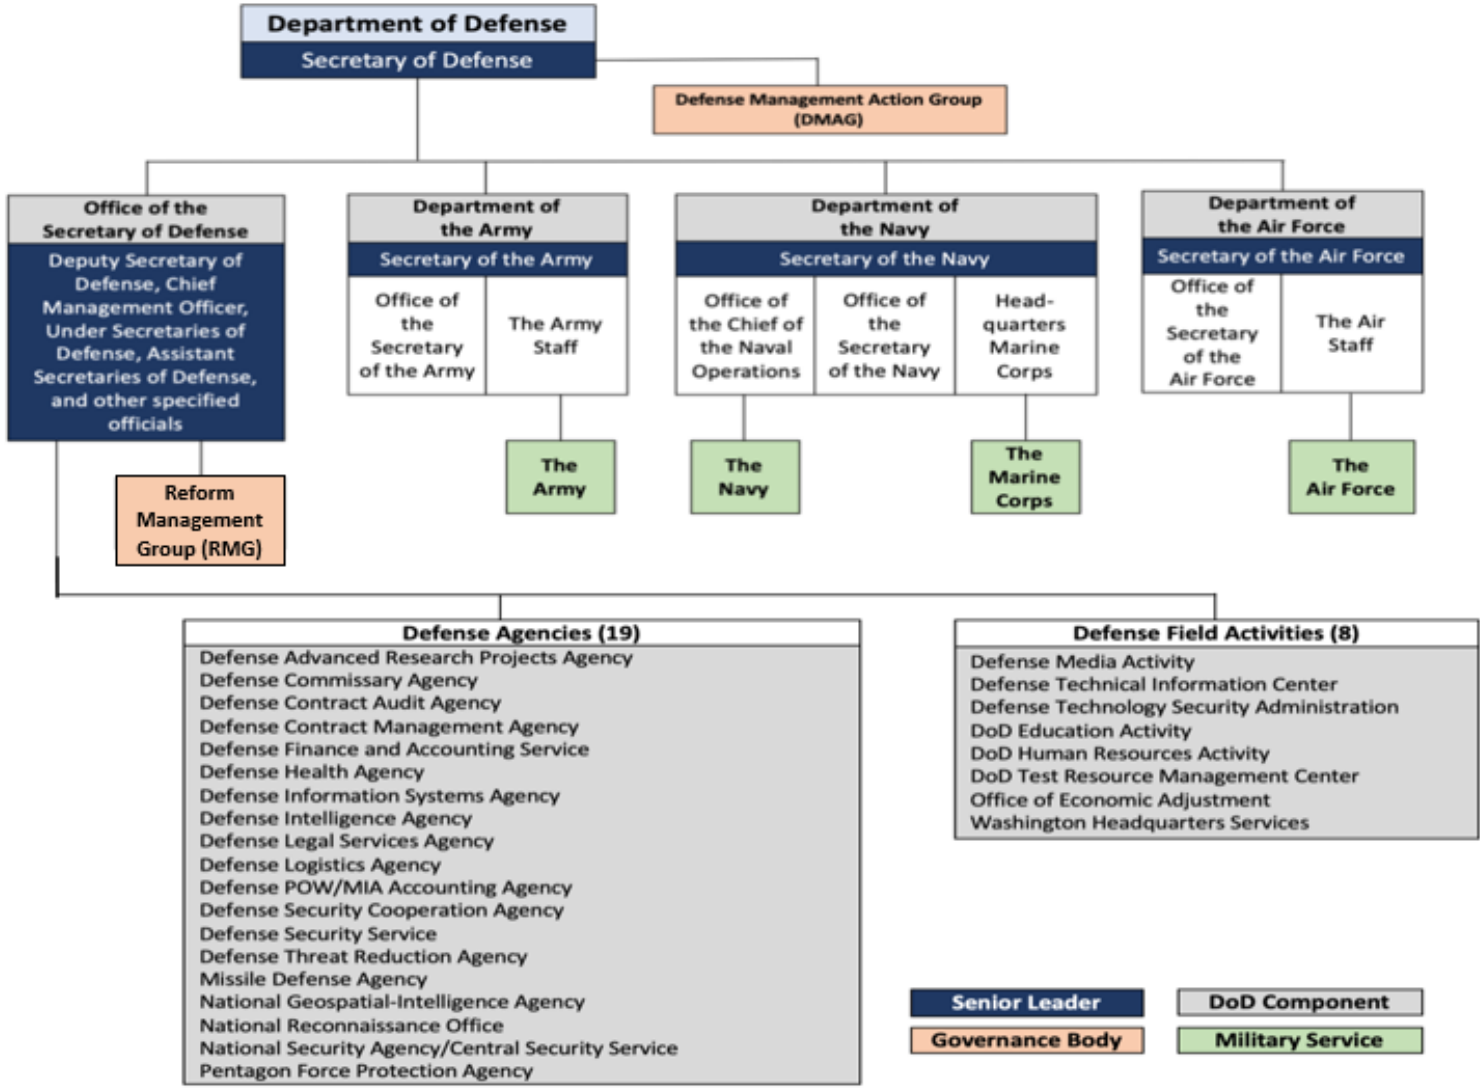 Department of Defense
Secretary of Defense
Defense Management Action Group
(DMAG)
Office of the
Secretary of Defense
Deputy Secretary of
Defense, Chief
Management Officer,
Under Secretaries of
Defense, Assistant
Secretaries of Defense,
and other specified
officials
Reform
Management
Group (RMG)
Department of
the Army
Secretary of the Army
Office of
the
Secretary
of the Army
The Army
Staff
The
Army
Department of
the Navy
Secretary of the Navy
Office of
the Chief of
the Naval
Operations
Office of
the
Secretary
of the Navy
Head-
quarters
Marine
Corps
The
Navy
The
Marine
Corps
Department of
the Air Force
Secretary of the Air Force
Office of
the
Secretary
of the
Air Force
The Air
Staff
The
Air Force
Defense Agencies (19)
Defense Advanced Research Projects Agency
Defense Commissary Agency
Defense Contract Audit Agency
Defense Contract Management Agency
Defense Finance and Accounting Service
Defense Health Agency
Defense Information Systems Agency
Defense Intelligence Agency
Defense Legal Services Agency
Defense Logistics Agency
Defense POW/MIA Accounting Agency
Defense Security Cooperation Agency
Defense Security Service
Defense Threat Reduction Agency
Missile Defense Agency
National Geospatial-Intelligence Agency
National Reconnaissance Office
National Security Agency/Central Security Service
Pentagon Force Protection Agency
Defense Field Activities (8)
Defense Media Activity
Defense Technical Information Center
Defense Technology Security Administration
DoD Education Activity
DoD Human Resources Activity
DoD Test Resource Management Center
Office of Economic Adjustment
Washington Headquarters Services
Senior Leader
DoD Component
Governance Body
Military Service